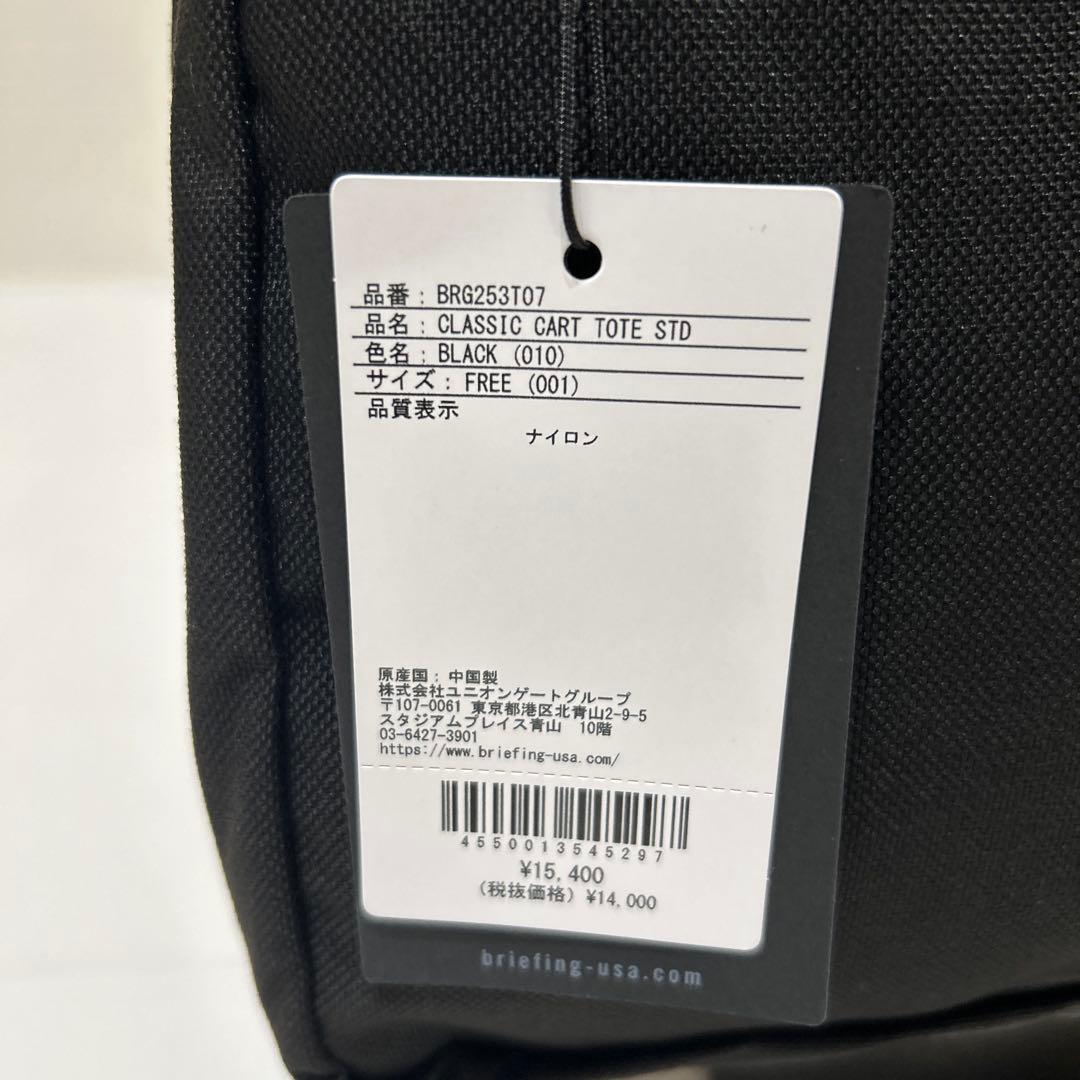 品番: BRG253T07
品名: CLASSIC CART TOTE STD
色名: BLACK (010)
サイズ: FREE (001)
品質表示
ナイロン
原産国: 中国製
株式会社ユニオンゲートグループ
〒107-0061 東京都港区北青山2-9-5
スタジアムプレイス青山 10階
03-6427-3901
https://www.briefing-usa.com/
4550013545297
¥15,400
(税抜価格) ¥14,000
briefing-usa.com